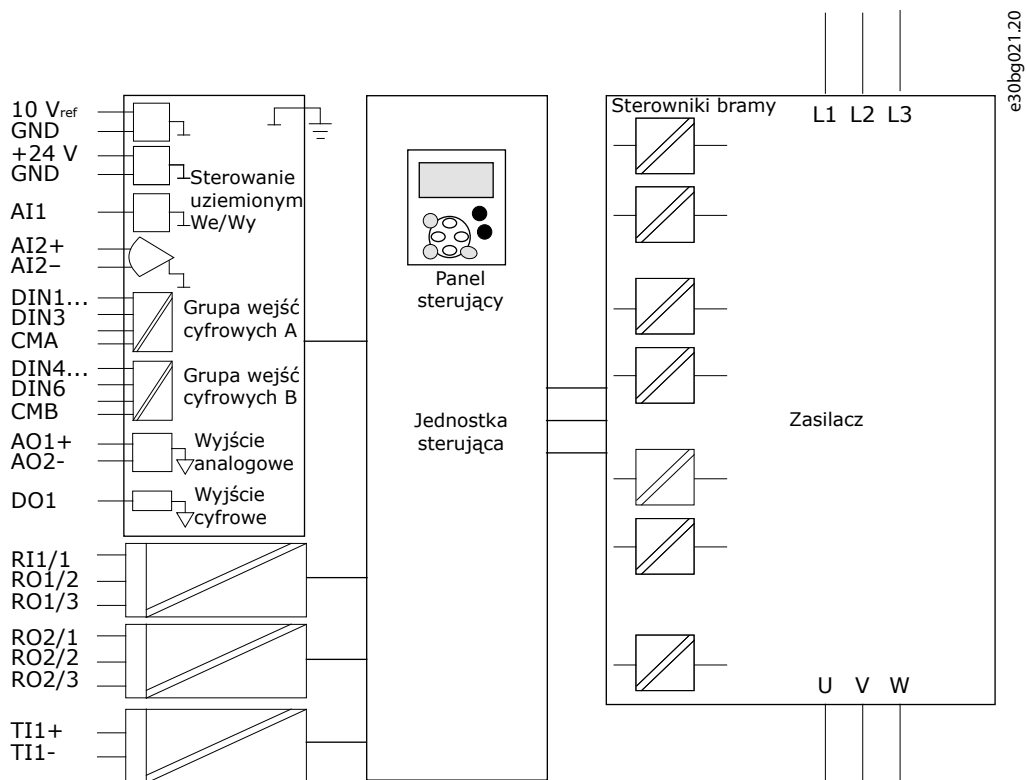 10 Vref
GND
+24 V
GND
AI1
AI2+
AI2–
DIN1...
DIN3
CMA
DIN4...
DIN6
CMB
AO1+
AO2-
DO1
RI1/1
RO1/2
RO1/3
RO2/1
RO2/2
RO2/3
TI1+
TI1-
Sterowanie
uziemionym
We/Wy
Grupa wejść
cyfrowych A
Grupa wejść
cyfrowych B
Wyjście
analogowe
Wyjście
cyfrowe
Panel
sterujący
Jednostka
sterująca
Sterowniki bramy
L1 L2 L3
Zasilacz
U V W
e30bg021.20